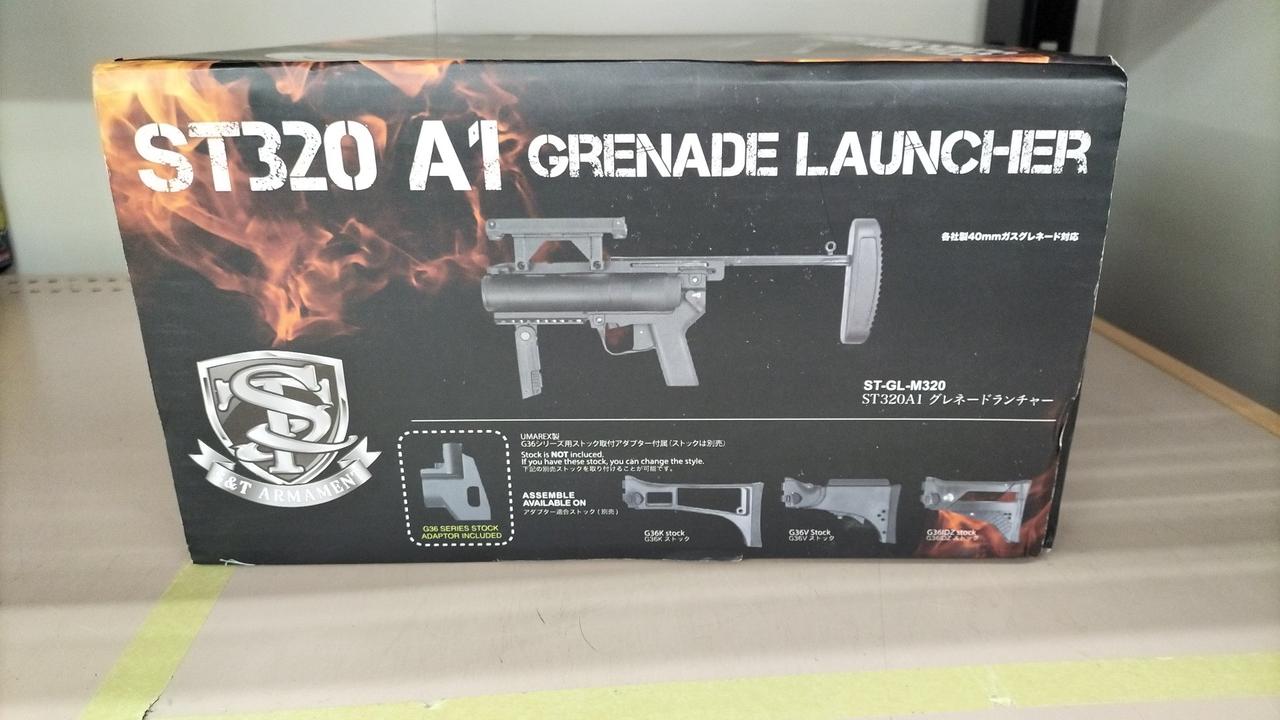 ST320 A1 GRENADE LAUNCHER
各社製40mmガスグレネード対応
ST-GL-M320
ST320A1 グレネードランチャー
S&T ARMAMENT
UMAREX製
G36シリーズ用ストック取付アダプター付属（ストックは別売）
Stock is NOT included.
If you have these stock, you can change the style.
下記の別売ストックを取り付けることが可能です。
G36 SERIES STOCK
ADAPTOR INCLUDED
ASSEMBLE
AVAILABLE ON
アダプター適合ストック（別売）
G36K stock
G36K ストック
G36V Stock
G36V ストック
G36IDZ stock
G36IDZ ストック